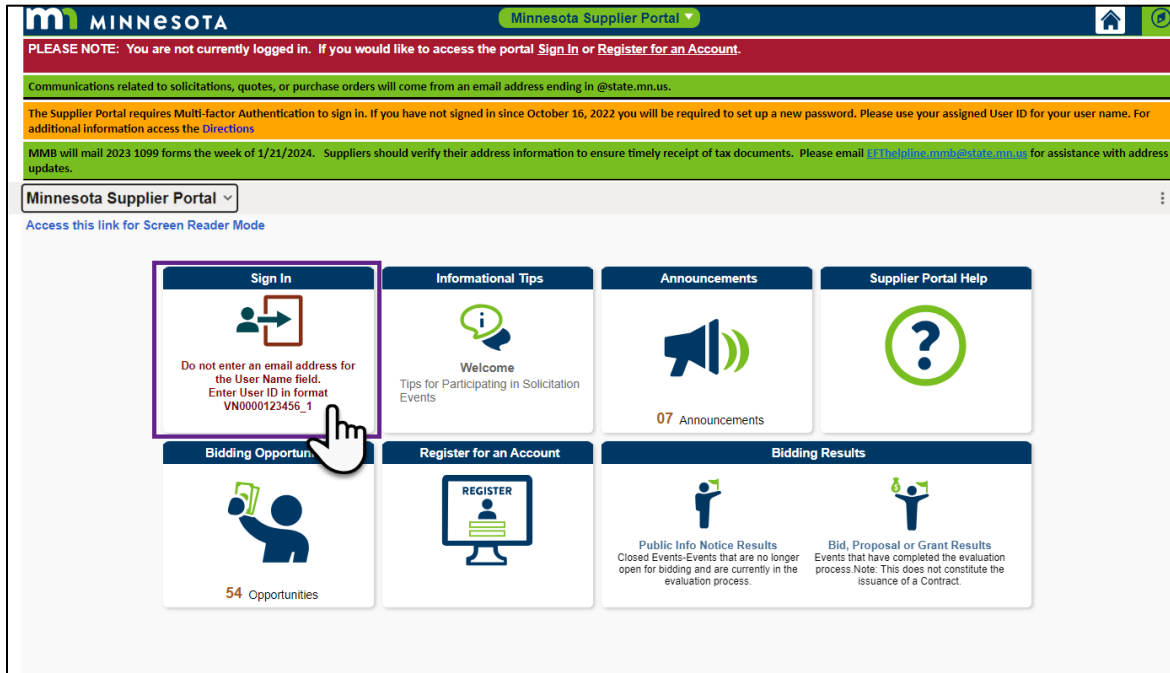 MINNESOTA
Minnesota Supplier Portal
PLEASE NOTE: You are not currently logged in. If you would like to access the portal Sign In or Register for an Account.
Communications related to solicitations, quotes, or purchase orders will come from an email address ending in @state.mn.us.
The Supplier Portal requires Multi-factor Authentication to sign in. If you have not signed in since October 16, 2022 you will be required to set up a new password. Please use your assigned User ID for your user name. For
additional information access the Directions
MMB will mail 2023 1099 forms the week of 1/21/2024. Suppliers should verify their address information to ensure timely receipt of tax documents. Please email EFThelpline.mmb@state.mn.us for assistance with address
updates.
Minnesota Supplier Portal
Access this link for Screen Reader Mode
Sign In
Do not enter an email address for
the User Name field.
Enter User ID in format
VN0000123456_1
Informational Tips
Welcome
Tips for Participating in Solicitation
Events
Announcements
07 Announcements
Supplier Portal Help
?
Bidding Opportun
54 Opportunities
Register for an Account
REGISTER
Bidding Results
Public Info Notice Results
Closed Events-Events that are no longer
open for bidding and are currently in the
evaluation process.
Bid, Proposal or Grant Results
Events that have completed the evaluation
process.Note: This does not constitute the
issuance of a Contract.